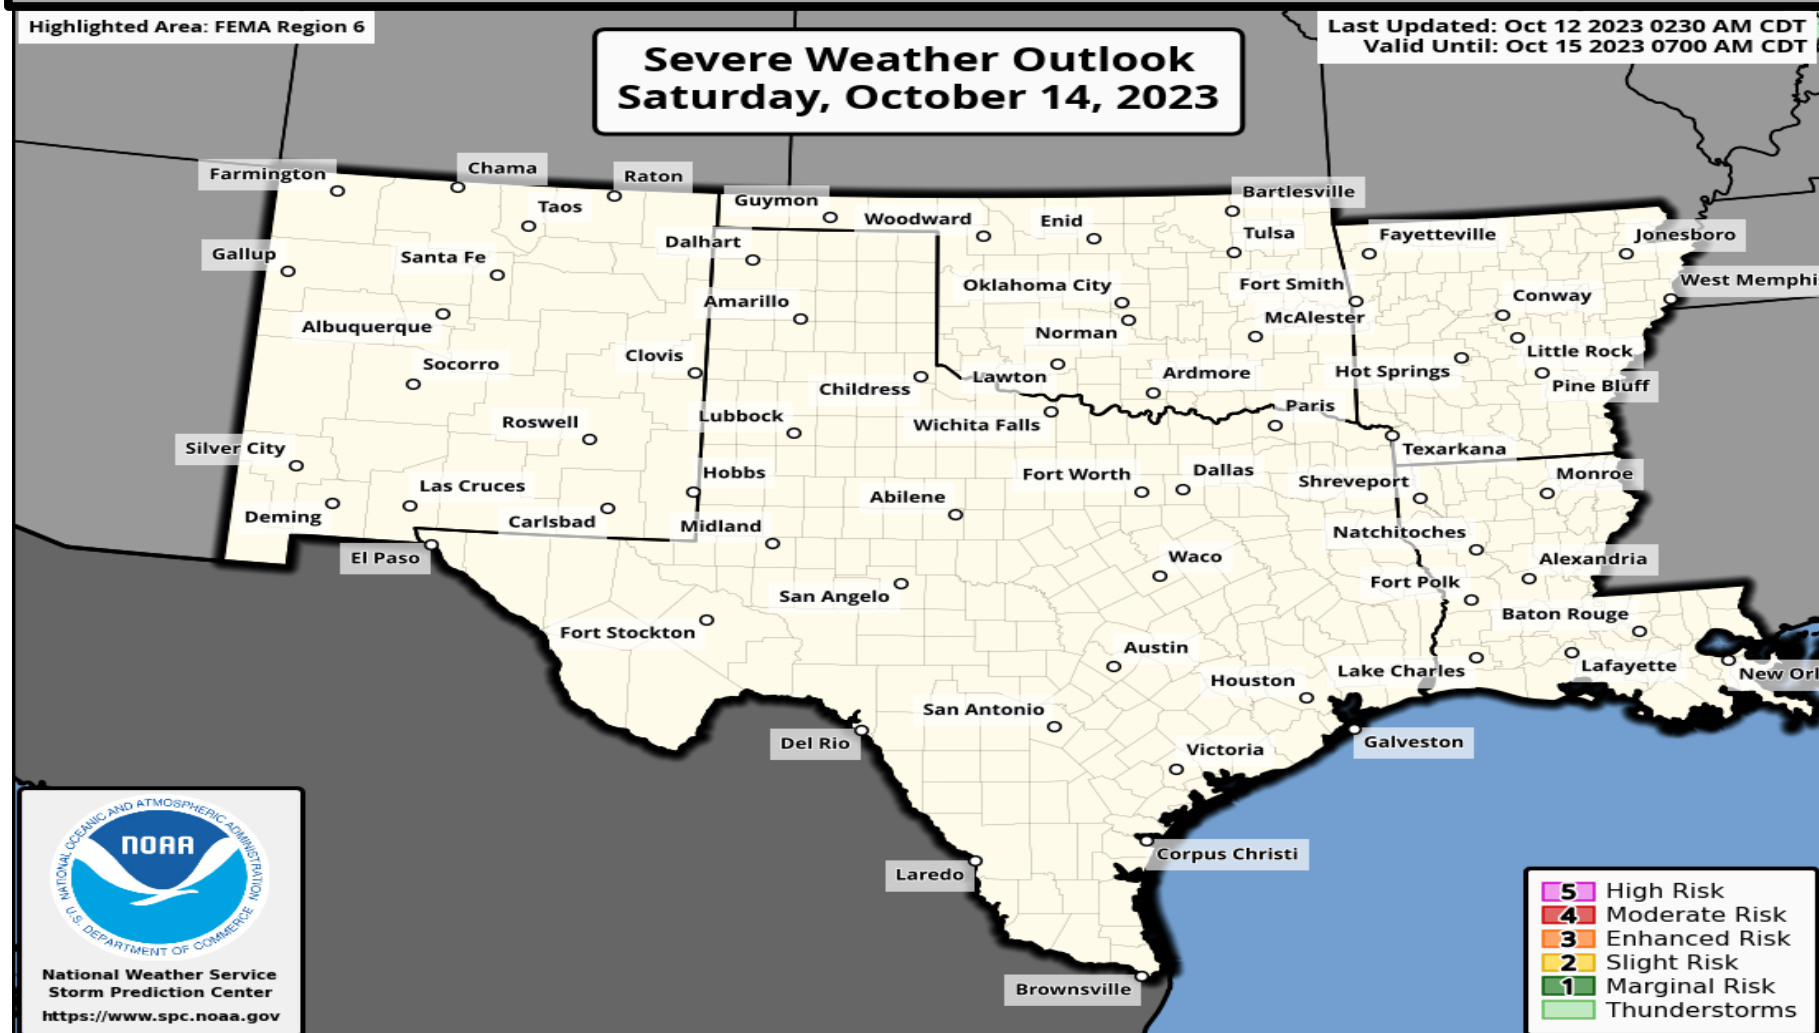 Highlighted Area: FEMA Region 6
Severe Weather Outlook
Saturday, October 14, 2023
Last Updated: Oct 12 2023 0230 AM CDT
Valid Until: Oct 15 2023 0700 AM CDT
Farmington
Chama
Raton
Taos
Guymon
Woodward
Enid
Bartlesville
Gallup
Santa Fe
Dalhart
Tulsa
Fayetteville
Jonesboro
Albuquerque
Amarillo
Oklahoma City
Fort Smith
Conway
West Memphi
Norman
McAlester
Socorro
Clovis
Childress
Lawton
Ardmore
Hot Springs
Little Rock
Pine Bluff
Roswell
Lubbock
Wichita Falls
Paris
Texarkana
Silver City
Las Cruces
Hobbs
Abilene
Fort Worth
Dallas
Shreveport
Monroe
Deming
Carlsbad
Midland
Natchitoches
El Paso
San Angelo
Waco
Fort Polk
Alexandria
Fort Stockton
Austin
Baton Rouge
Houston
Lake Charles
Lafayette
New Orl
San Antonio
Del Rio
Victoria
Galveston
Laredo
Corpus Christi
Brownsville
NATIONAL OCEANIC AND ATMOSPHERIC ADMINISTRATION
NOAA
U.S. DEPARTMENT OF COMMERCE
National Weather Service
Storm Prediction Center
https://www.spc.noaa.gov
5 High Risk
4 Moderate Risk
3 Enhanced Risk
2 Slight Risk
1 Marginal Risk
Thunderstorms